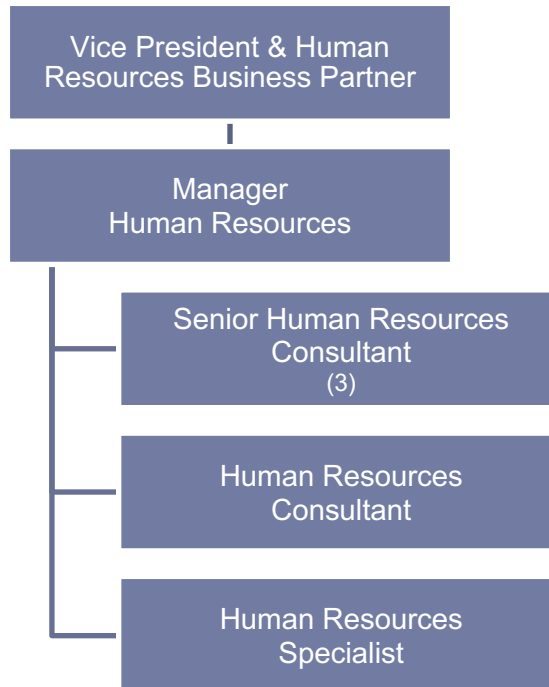 Vice President & Human
Resources Business Partner
Manager
Human Resources
Senior Human Resources
Consultant
(3)
Human Resources
Consultant
Human Resources
Specialist